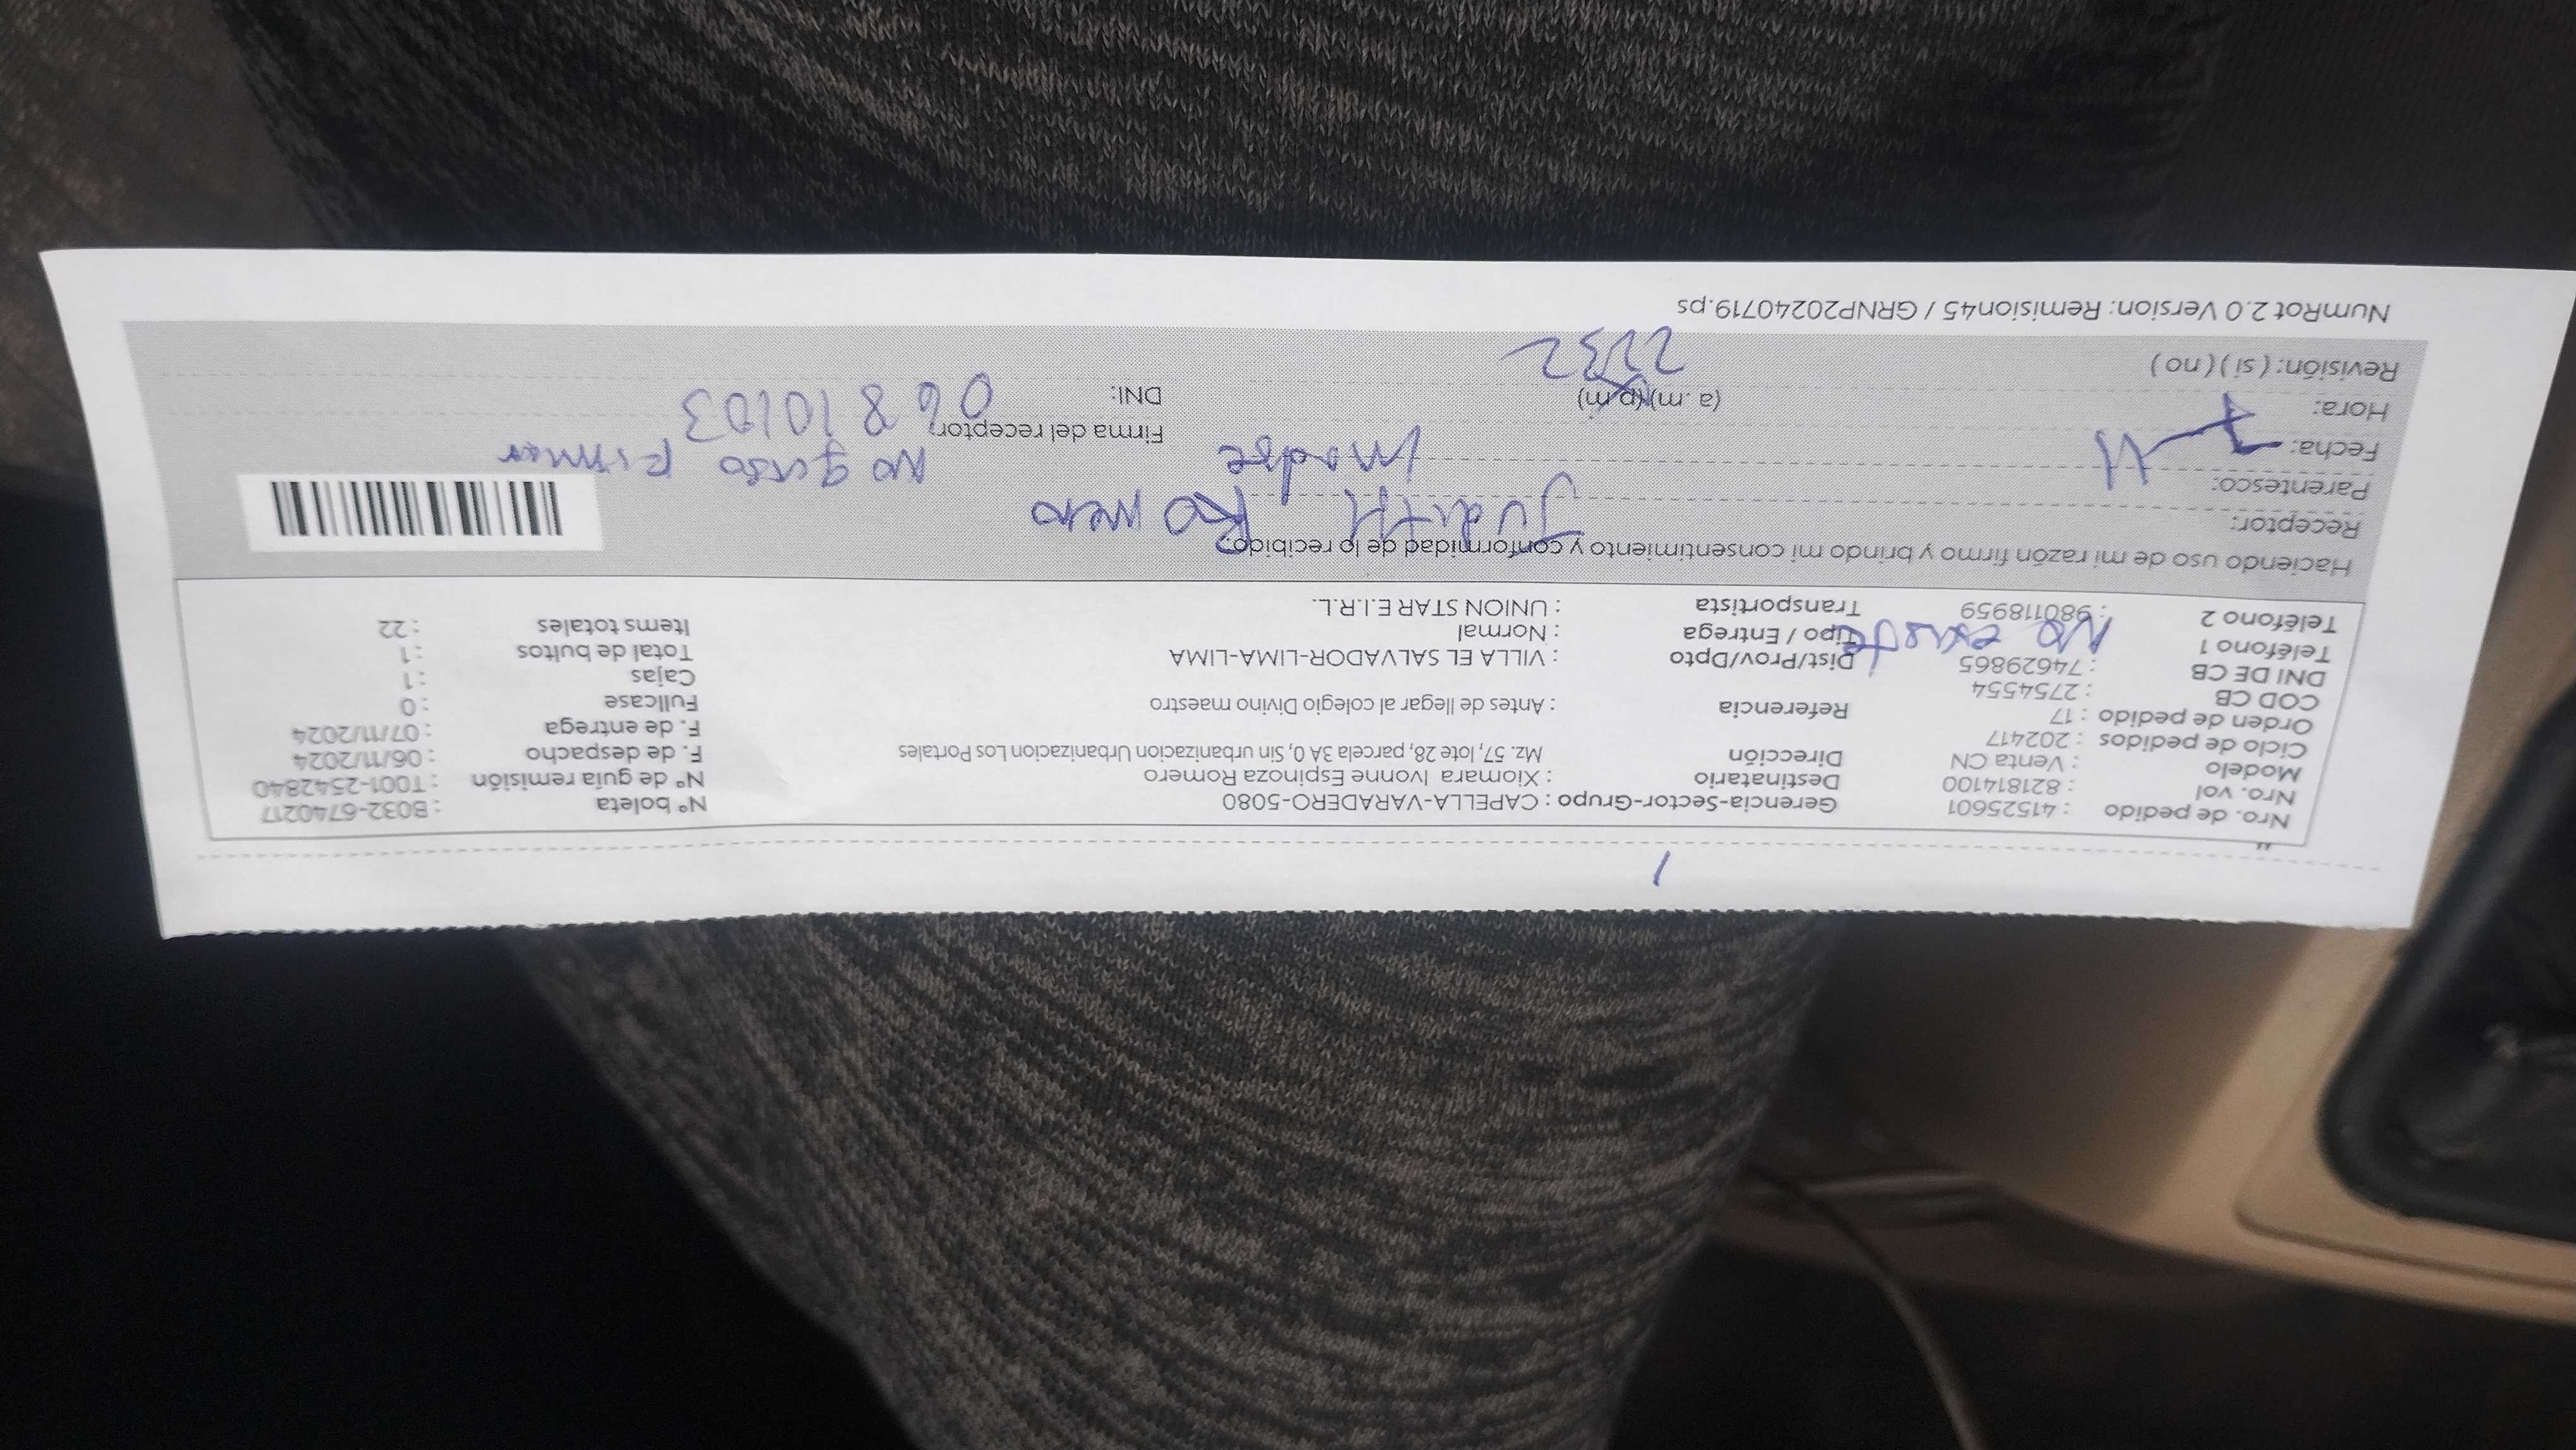 Nro. de pedido : 41525601 Gerencia-Sector-Grupo : CAPELLA-VARADERO-5080 Nº boleta : B032-6740217
Nro. vol : 821814100 Destinatario : Xiomara Ivonne Espinoza Romero Nº de guía remisión : T001-2542840
Modelo : Venta CN Dirección Mz. 57, lote 28, parcela 3A 0, Sin urbanizacion Urbanizacion Los Portales F. de despacho : 06/11/2024
Ciclo de pedidos : 202417 F. de entrega : 07/11/2024
Orden de pedido : 17 Referencia : Antes de llegar al colegio Divino maestro Fullcase : 0
COD CB : 2754554 Cajas : 1
DNI DE CB : 74629865 Dist/Prov/Dpto : VILLA EL SALVADOR-LIMA-LIMA Total de bultos : 1
Teléfono 1 No existe Tipo / Entrega : Normal Items totales : 22
Teléfono 2 : 980118959 Transportista : UNION STAR E.I.R.L.
Haciendo uso de mi razón firmo y brindo mi consentimiento y conformidad de lo recibido:
Receptor: Judith Romero
Parentesco: Madre
Fecha: 7 11 No quiso Firmar
Firma del receptor
Hora: (a.m)(p.m) DNI: 06810103
Revisión: ( si ) ( no )
NumRot 2.0 Version: Remision45 / GRNP20240719.ps